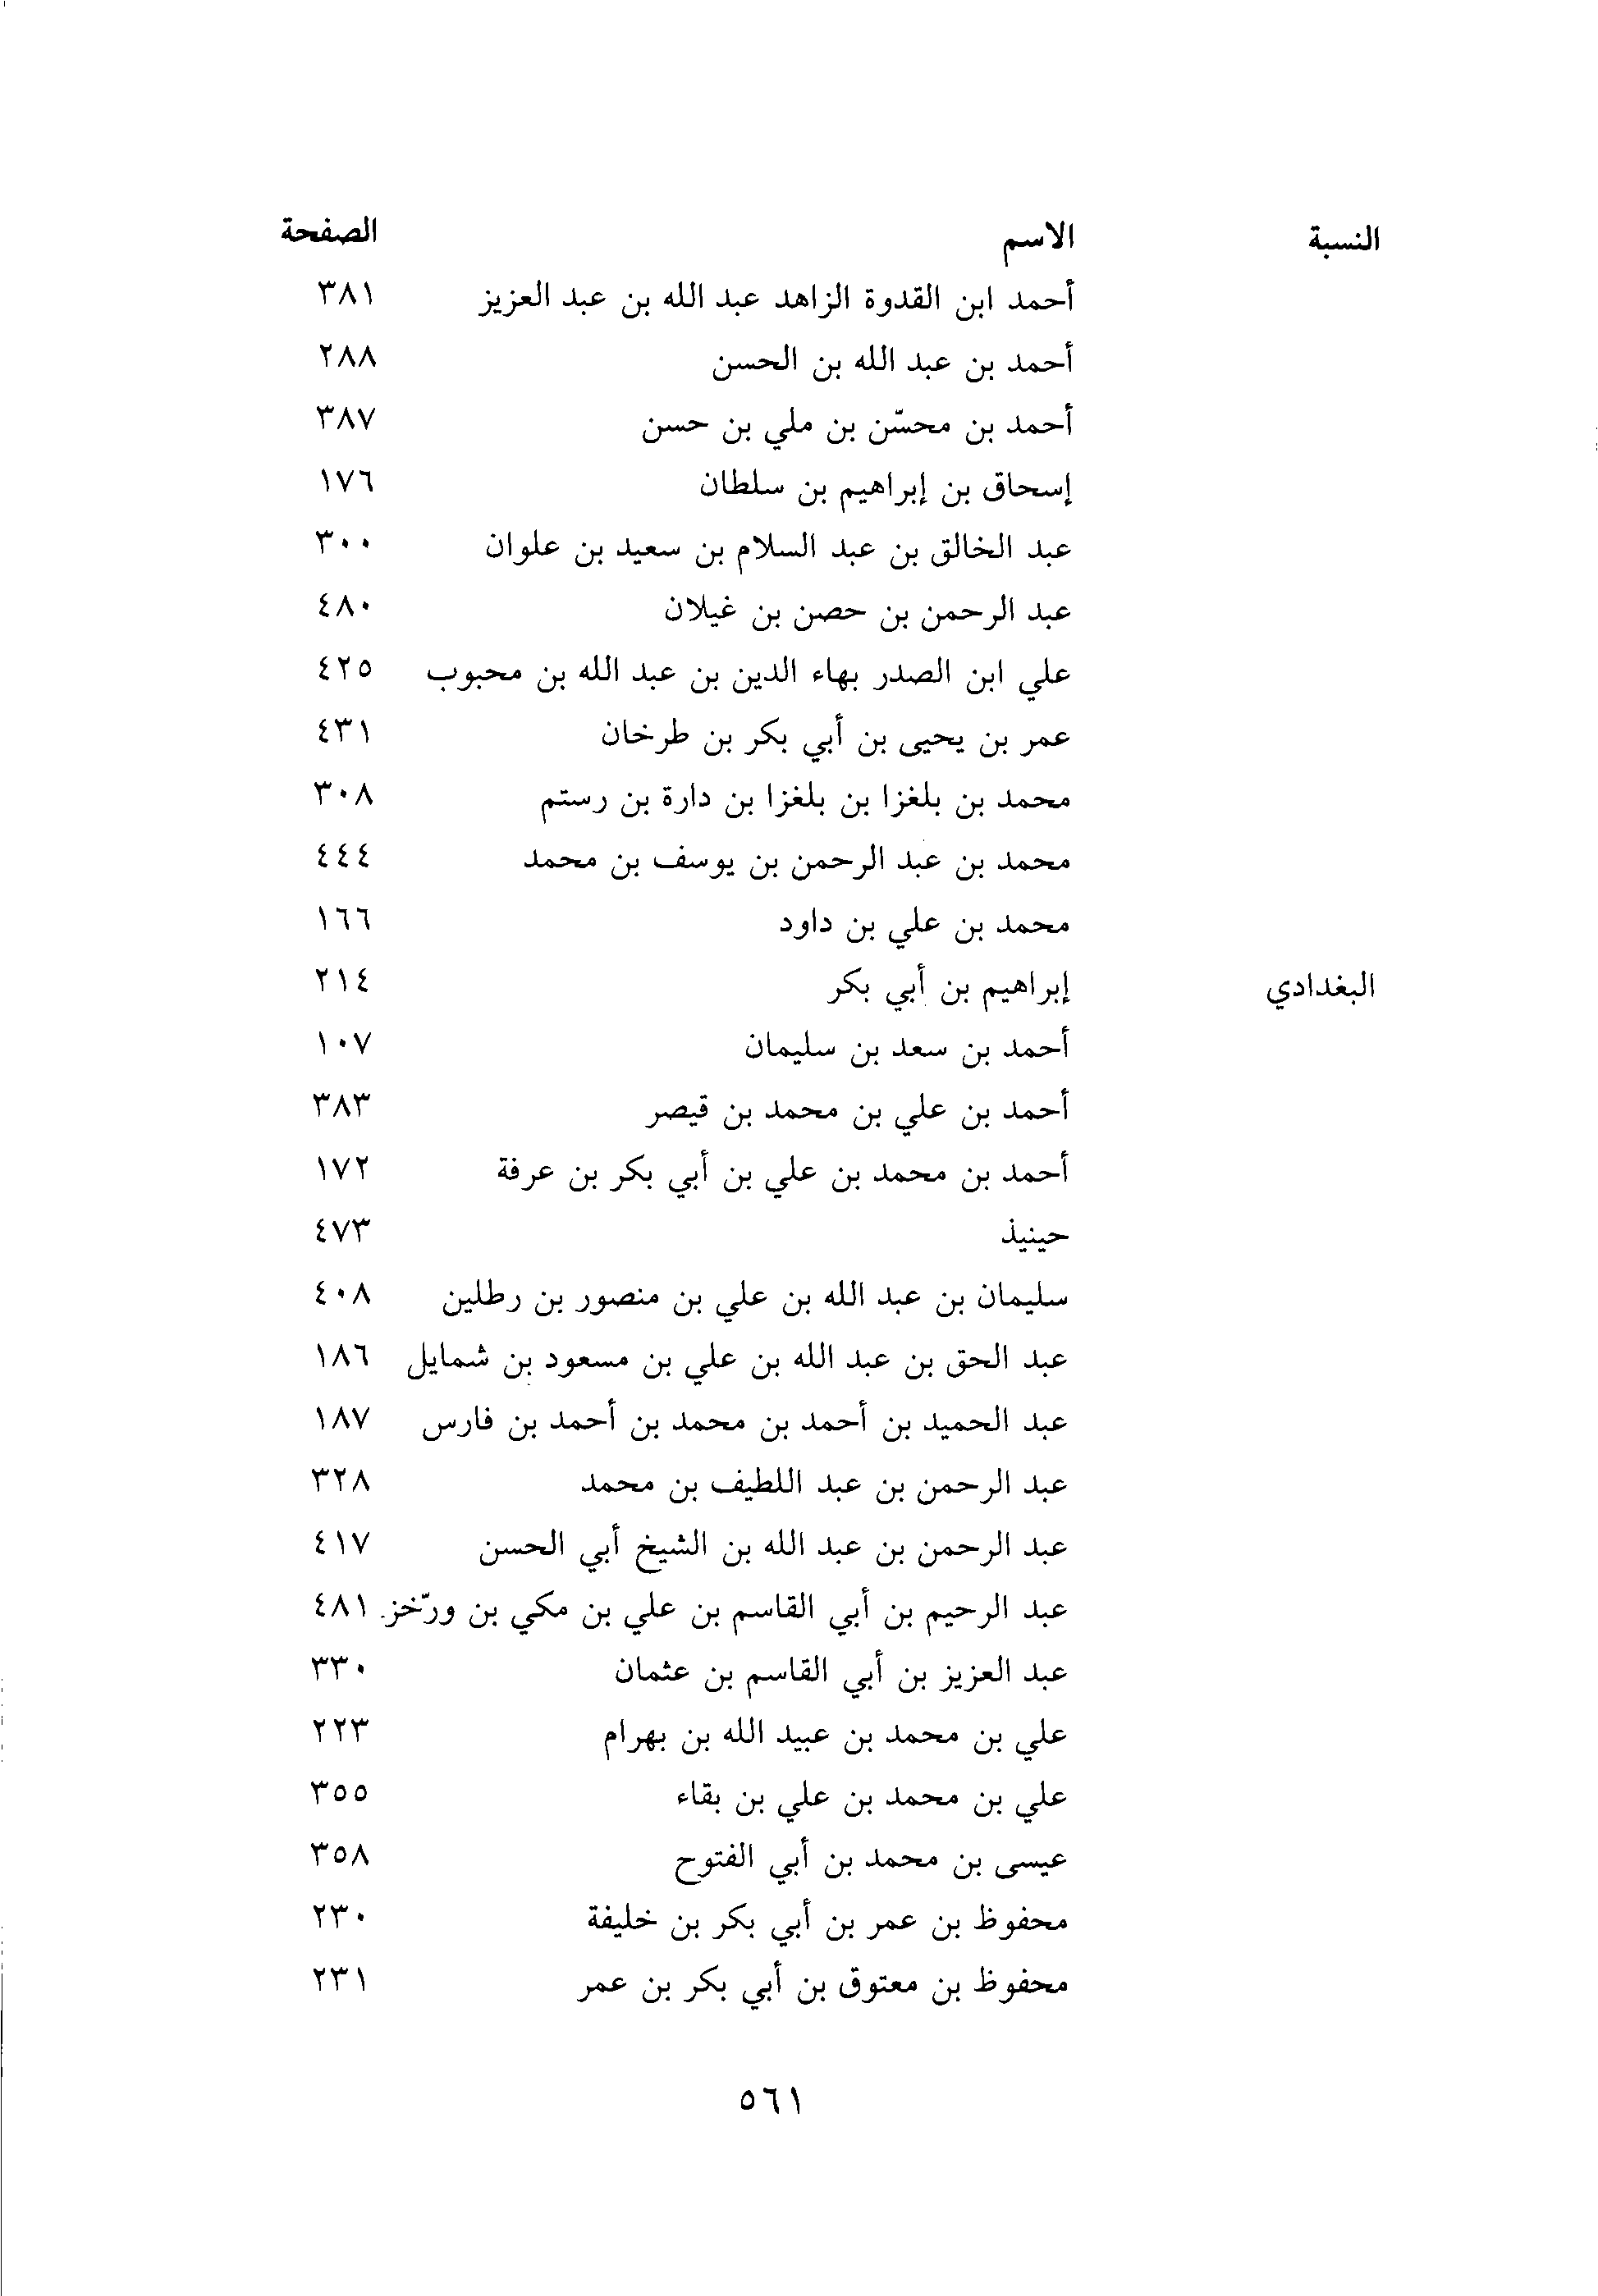 النسبة الاسم الصفحة
أحمد ابن القدوة الزاهد عبد الله بن عبد العزيز ٣٨١
أحمد بن عبد الله بن الحسن ٢٨٨
أحمد بن محسّن بن ملي بن حسن ٣٨٧
إسحاق بن إبراهيم بن سلطان ١٧٦
عبد الخالق بن عبد السلام بن سعيد بن علوان ٣٠٠
عبد الرحمن بن حصن بن غيلان ٤٨٠
علي ابن الصدر بهاء الدين بن عبد الله بن محبوب ٤٢٥
عمر بن يحيى بن أبي بكر بن طرخان ٤٣١
محمد بن بلغزا بن بلغزا بن دارة بن رستم ٣٠٨
محمد بن عبد الرحمن بن يوسف بن محمد ٤٤٤
محمد بن علي بن داود ١٦٦
البغدادي إبراهيم بن أبي بكر ٢١٤
أحمد بن سعد بن سليمان ١٠٧
أحمد بن علي بن محمد بن قيصر ٣٨٣
أحمد بن محمد بن علي بن أبي بكر بن عرفة ١٧٢
حينيذ ٤٧٣
سليمان بن عبد الله بن علي بن منصور بن رطلين ٤٠٨
عبد الحق بن عبد الله بن علي بن مسعود بن شمايل ١٨٦
عبد الحميد بن أحمد بن محمد بن أحمد بن فارس ١٨٧
عبد الرحمن بن عبد اللطيف بن محمد ٣٢٨
عبد الرحمن بن عبد الله بن الشيخ أبي الحسن ٤١٧
عبد الرحيم بن أبي القاسم بن علي بن مكي بن ورّخز. ٤٨١
عبد العزيز بن أبي القاسم بن عثمان ٣٣٠
علي بن محمد بن عبيد الله بن بهرام ٢٢٣
علي بن محمد بن علي بن بقاء ٣٥٥
عيسى بن محمد بن أبي الفتوح ٣٥٨
محفوظ بن عمر بن أبي بكر بن خليفة ٢٣٠
محفوظ بن معتوق بن أبي بكر بن عمر ٢٣١
٥٦١